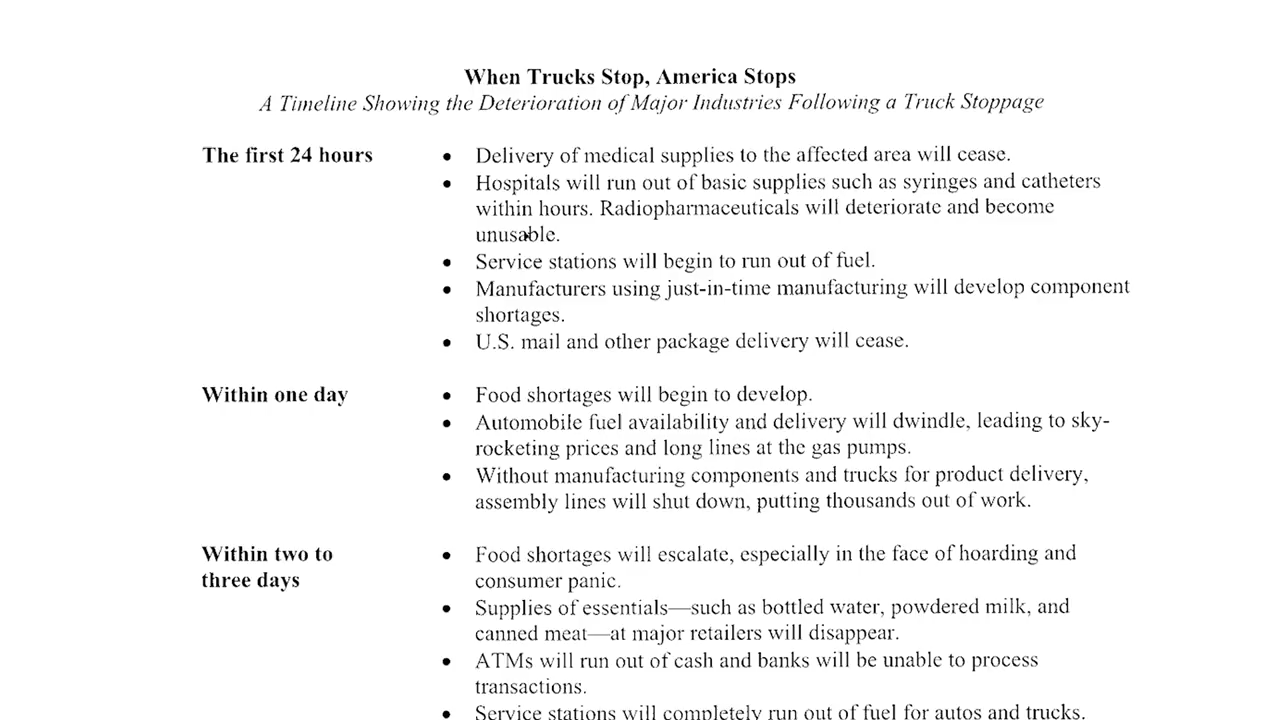 When Trucks Stop, America Stops
A Timeline Showing the Deterioration of Major Industries Following a Truck Stoppage
The first 24 hours
• Delivery of medical supplies to the affected area will cease.
• Hospitals will run out of basic supplies such as syringes and catheters
within hours. Radiopharmaceuticals will deteriorate and become
unusable.
• Service stations will begin to run out of fuel.
• Manufacturers using just-in-time manufacturing will develop component
shortages.
• U.S. mail and other package delivery will cease.
Within one day
• Food shortages will begin to develop.
• Automobile fuel availability and delivery will dwindle, leading to sky-
rocketing prices and long lines at the gas pumps.
• Without manufacturing components and trucks for product delivery,
assembly lines will shut down, putting thousands out of work.
Within two to
three days
• Food shortages will escalate, especially in the face of hoarding and
consumer panic.
• Supplies of essentials—such as bottled water, powdered milk, and
canned meat—at major retailers will disappear.
• ATMs will run out of cash and banks will be unable to process
transactions.
• Service stations will completely run out of fuel for autos and trucks.